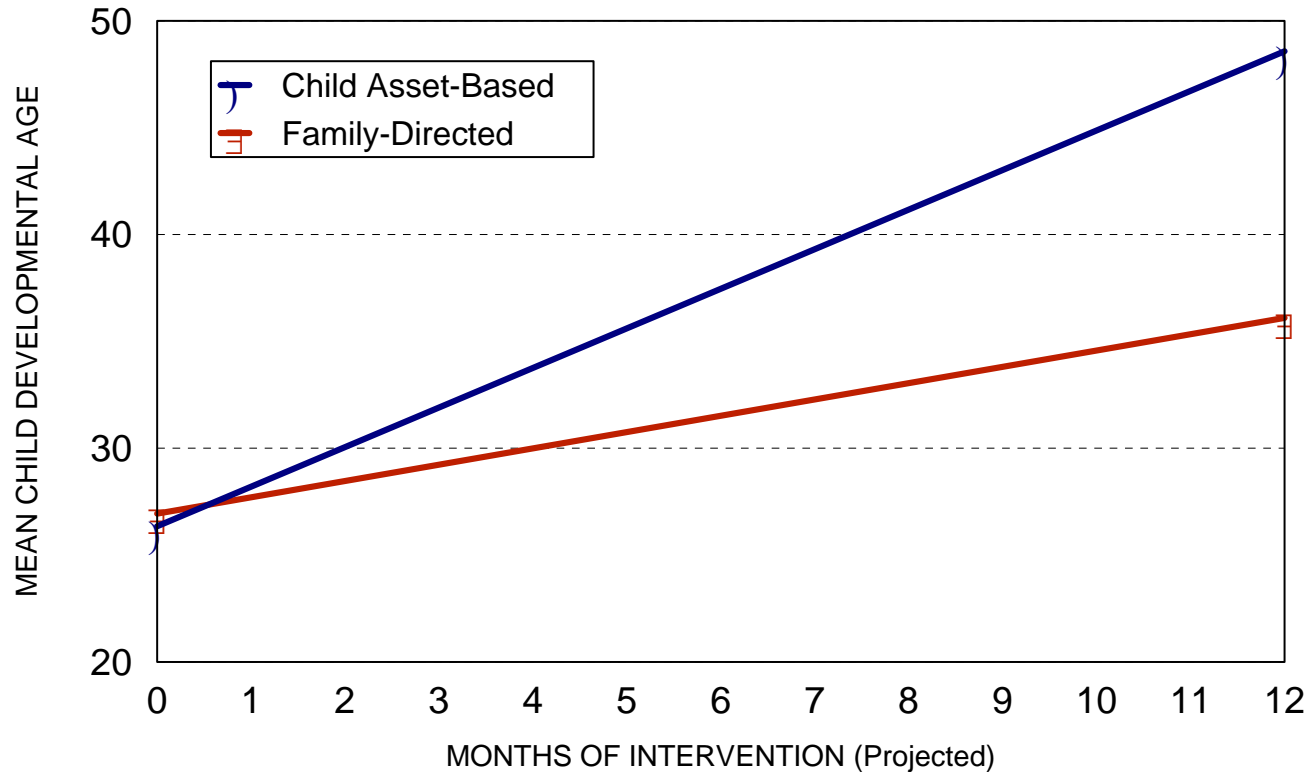 50
Child Asset-Based
Family-Directed
40
30
20
MEAN CHILD DEVELOPMENTAL AGE
0 1 2 3 4 5 6 7 8 9 10 11 12
MONTHS OF INTERVENTION (Projected)